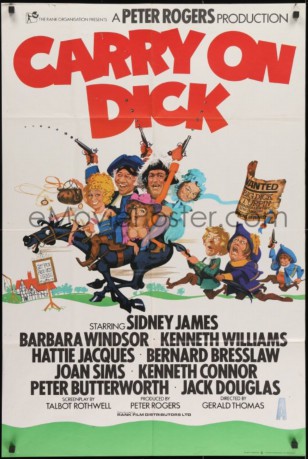 THE RANK ORGANISATION PRESENTS
A PETER ROGERS PRODUCTION
CARRY ON
DICK
WANTED
STARRING SIDNEY JAMES
BARBARA WINDSOR · KENNETH WILLIAMS
HATTIE JACQUES · BERNARD BRESSLAW
JOAN SIMS · KENNETH CONNOR
PETER BUTTERWORTH · JACK DOUGLAS
SCREENPLAY BY TALBOT ROTHWELL
PRODUCED BY PETER ROGERS
DIRECTED BY GERALD THOMAS
RANK FILM DISTRIBUTORS LTD
eMoviePoster.com